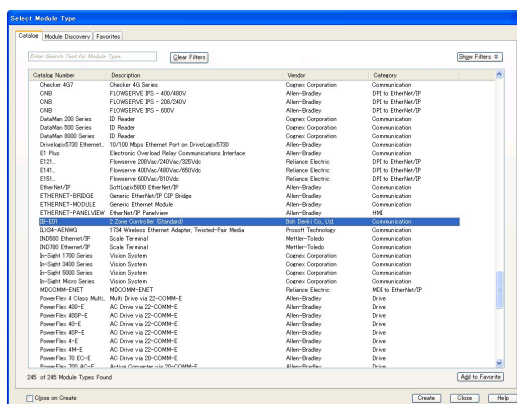 Select Module Type
Catalog Module Discovery Favorites
Enter Search Text for Module Type... Clear Filters Show Filters
Catalog Number Description Vendor Category
Checker 4G7 Checker 4G Series Cognex Corporation Communication
CNB FLOWSERVE IPS - 400/480V Allen-Bradley DPI to EtherNet/IP
CNB FLOWSERVE IPS - 208/240V Allen-Bradley DPI to EtherNet/IP
CNB FLOWSERVE IPS - 600V Allen-Bradley DPI to EtherNet/IP
DataMan 200 Series ID Reader Cognex Corporation Communication
DataMan 500 Series ID Reader Cognex Corporation Communication
DataMan 8000 Series ID Reader Cognex Corporation Communication
Drivelogix5730 Ethernet... 10/100 Mbps Ethernet Port on DriveLogix5730 Allen-Bradley Communication
E1 Plus Electronic Overload Relay Communications Interface Allen-Bradley Communication
E121... Flowserve 208Vac/240Vac/325Vdc Reliance Electric DPI to EtherNet/IP
E141... Flowserve 400Vac/480Vac/650Vdc Reliance Electric DPI to EtherNet/IP
E151... Flowserve 600Vac/810Vdc Reliance Electric DPI to EtherNet/IP
EtherNet/IP SoftLogix5800 EtherNet/IP Allen-Bradley Communication
ETHERNET-BRIDGE Generic EtherNet/IP CIP Bridge Allen-Bradley Communication
ETHERNET-MODULE Generic Ethernet Module Allen-Bradley Communication
ETHERNET-PANELVIEW EtherNet/IP Panelview Allen-Bradley HMI
IB-E01 2 Zone Controller (Standard) Itoh Denki Co., Ltd. Communication
ILX34-AENWG 1734 Wireless Ethernet Adapter, Twisted-Pair Media Prosoft Technology Communication
IND560 Ethernet/IP Scale Terminal Mettler-Toledo Communication
IND780 Ethernet/IP Scale Terminal Mettler-Toledo Communication
In-Sight 1700 Series Vision System Cognex Corporation Communication
In-Sight 3400 Series Vision System Cognex Corporation Communication
In-Sight 5000 Series Vision System Cognex Corporation Communication
In-Sight Micro Series Vision System Cognex Corporation Communication
MDCOMM-ENET MDCOMM-ENET Reliance Electric MDI to EtherNet/IP
PowerFlex 4 Class Multi... Multi Drive via 22-COMM-E Allen-Bradley Drive
PowerFlex 400-E AC Drive via 22-COMM-E Allen-Bradley Drive
PowerFlex 400P-E AC Drive via 22-COMM-E Allen-Bradley Drive
PowerFlex 40-E AC Drive via 22-COMM-E Allen-Bradley Drive
PowerFlex 40P-E AC Drive via 22-COMM-E Allen-Bradley Drive
PowerFlex 4-E AC Drive via 22-COMM-E Allen-Bradley Drive
PowerFlex 4M-E AC Drive via 22-COMM-E Allen-Bradley Drive
PowerFlex 70 EC-E AC Drive via 20-COMM-E Allen-Bradley Drive
PowerFlex 700 AC-E Active Converter via 20-COMM-E Allen-Bradley Drive
245 of 245 Module Types Found Add to Favorite
Close on Create Create Close Help